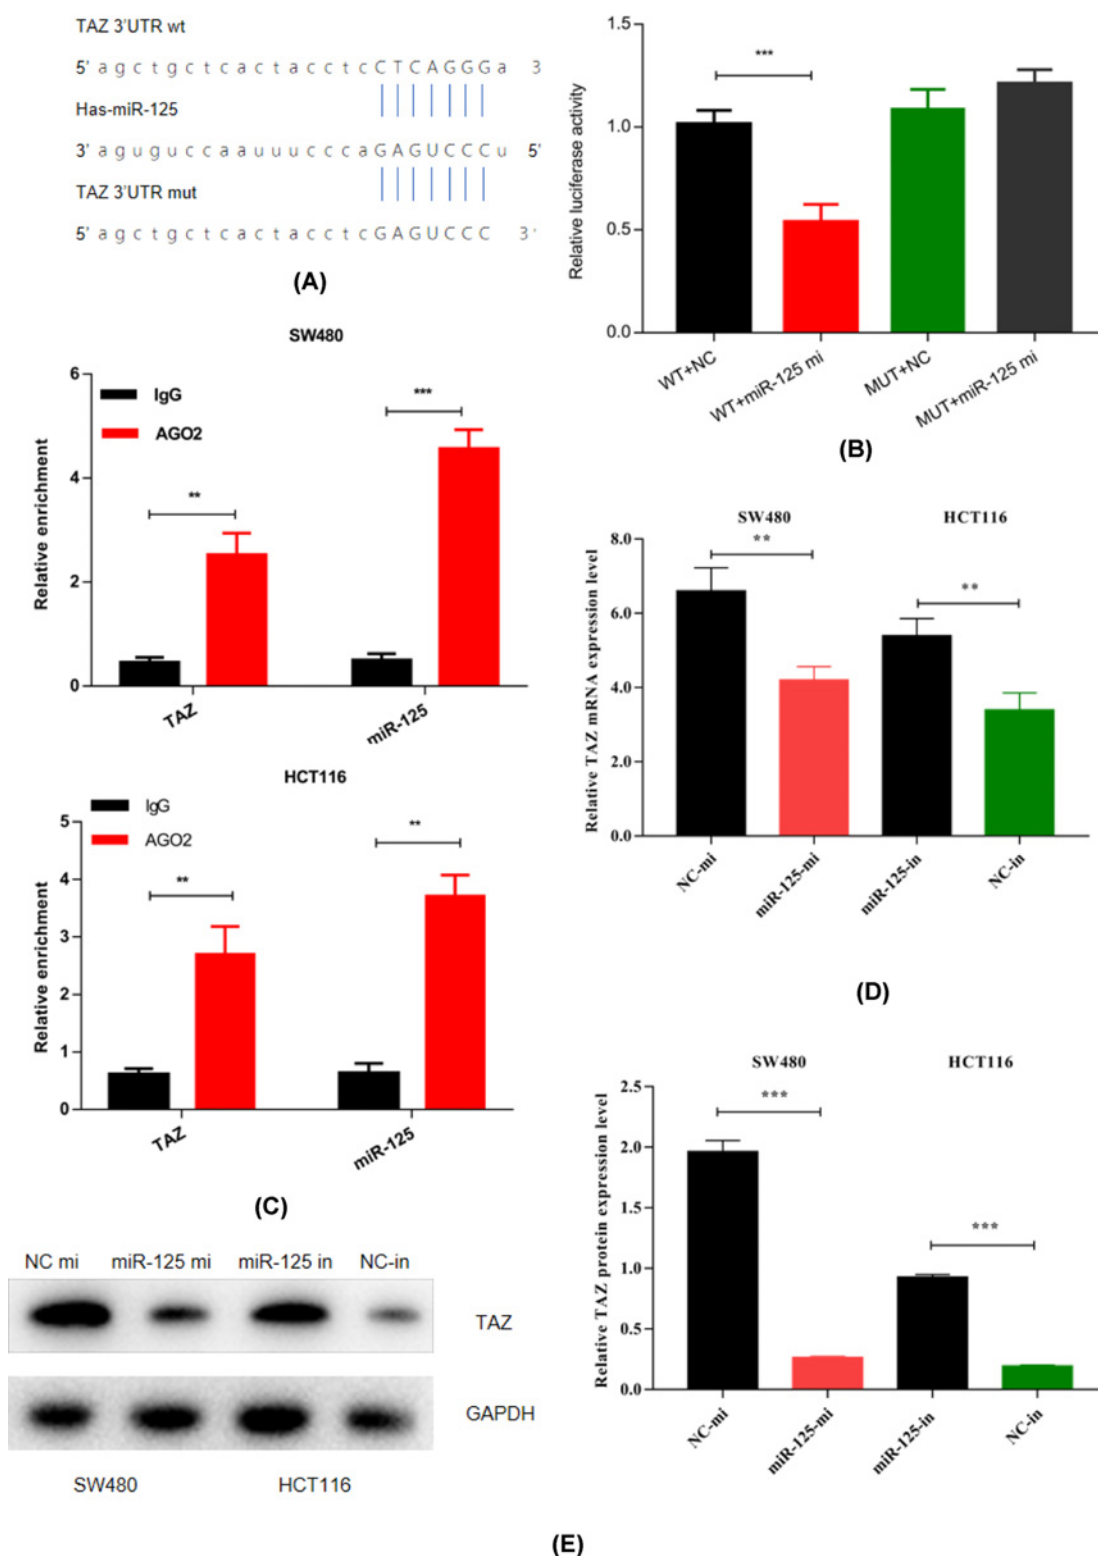 TAZ 3'UTR wt
5' a g c t g c t c a c t a c c t c C T C A G G G a 3
Has-miR-125
3' a g u g u c c a a u u u c c c a G A G U C C C u 5'
TAZ 3'UTR mut
5' a g c t g c t c a c t a c c t c G A G U C C C 3'
(A)
Relative luciferase activity
1.5
1.0
0.5
0.0
***
WT+NC
WT+miR-125 mi
MUT+NC
MUT+miR-125 mi
(B)
SW480
Relative enrichment
6
4
2
0
IgG
AGO2
**
***
TAZ
miR-125
HCT116
Relative enrichment
5
4
3
2
1
0
IgG
AGO2
**
**
TAZ
miR-125
(C)
SW480 HCT116
Relative TAZ mRNA expression level
8.0
6.0
4.0
2.0
0.0
**
**
NC-mi
miR-125-mi
miR-125-in
NC-in
(D)
NC mi miR-125 mi miR-125 in NC-in
TAZ
GAPDH
SW480 HCT116
SW480 HCT116
Relative TAZ protein expression level
2.5
2.0
1.5
1.0
0.5
0.0
***
***
NC-mi
miR-125-mi
miR-125-in
NC-in
(E)